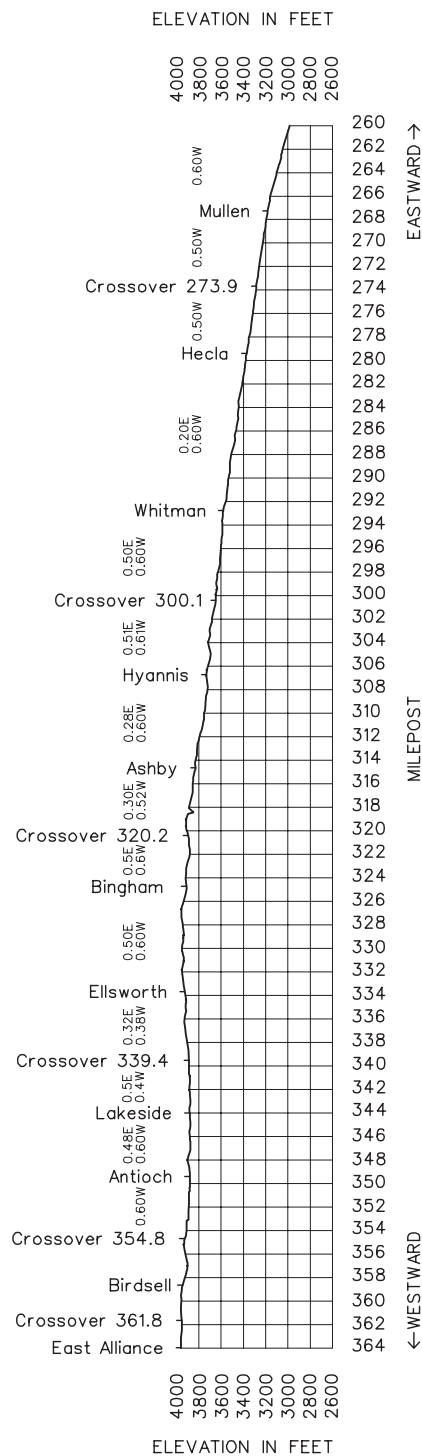 ELEVATION IN FEET
4000 3800 3600 3400 3200 3000 2800 2600
260
262
264
266
268
270
272
274
276
278
280
282
284
286
288
290
292
294
296
298
300
302
304
306
308
310
312
314
316
318
320
322
324
326
328
330
332
334
336
338
340
342
344
346
348
350
352
354
356
358
360
362
364
EASTWARD →
MILEPOST
← WESTWARD
0.60W
Mullen
0.50W
Crossover 273.9
0.50W
Hecla
0.20E
0.60W
Whitman
0.50E
0.60W
Crossover 300.1
0.51E
0.61W
Hyannis
0.28E
0.60W
Ashby
0.30E
0.52W
Crossover 320.2
0.5E
0.6W
Bingham
0.50E
0.60W
Ellsworth
0.32E
0.38W
Crossover 339.4
0.5E
0.4W
Lakeside
0.48E
0.60W
Antioch
0.60W
Crossover 354.8
Birdsell
Crossover 361.8
East Alliance
4000 3800 3600 3400 3200 3000 2800 2600
ELEVATION IN FEET